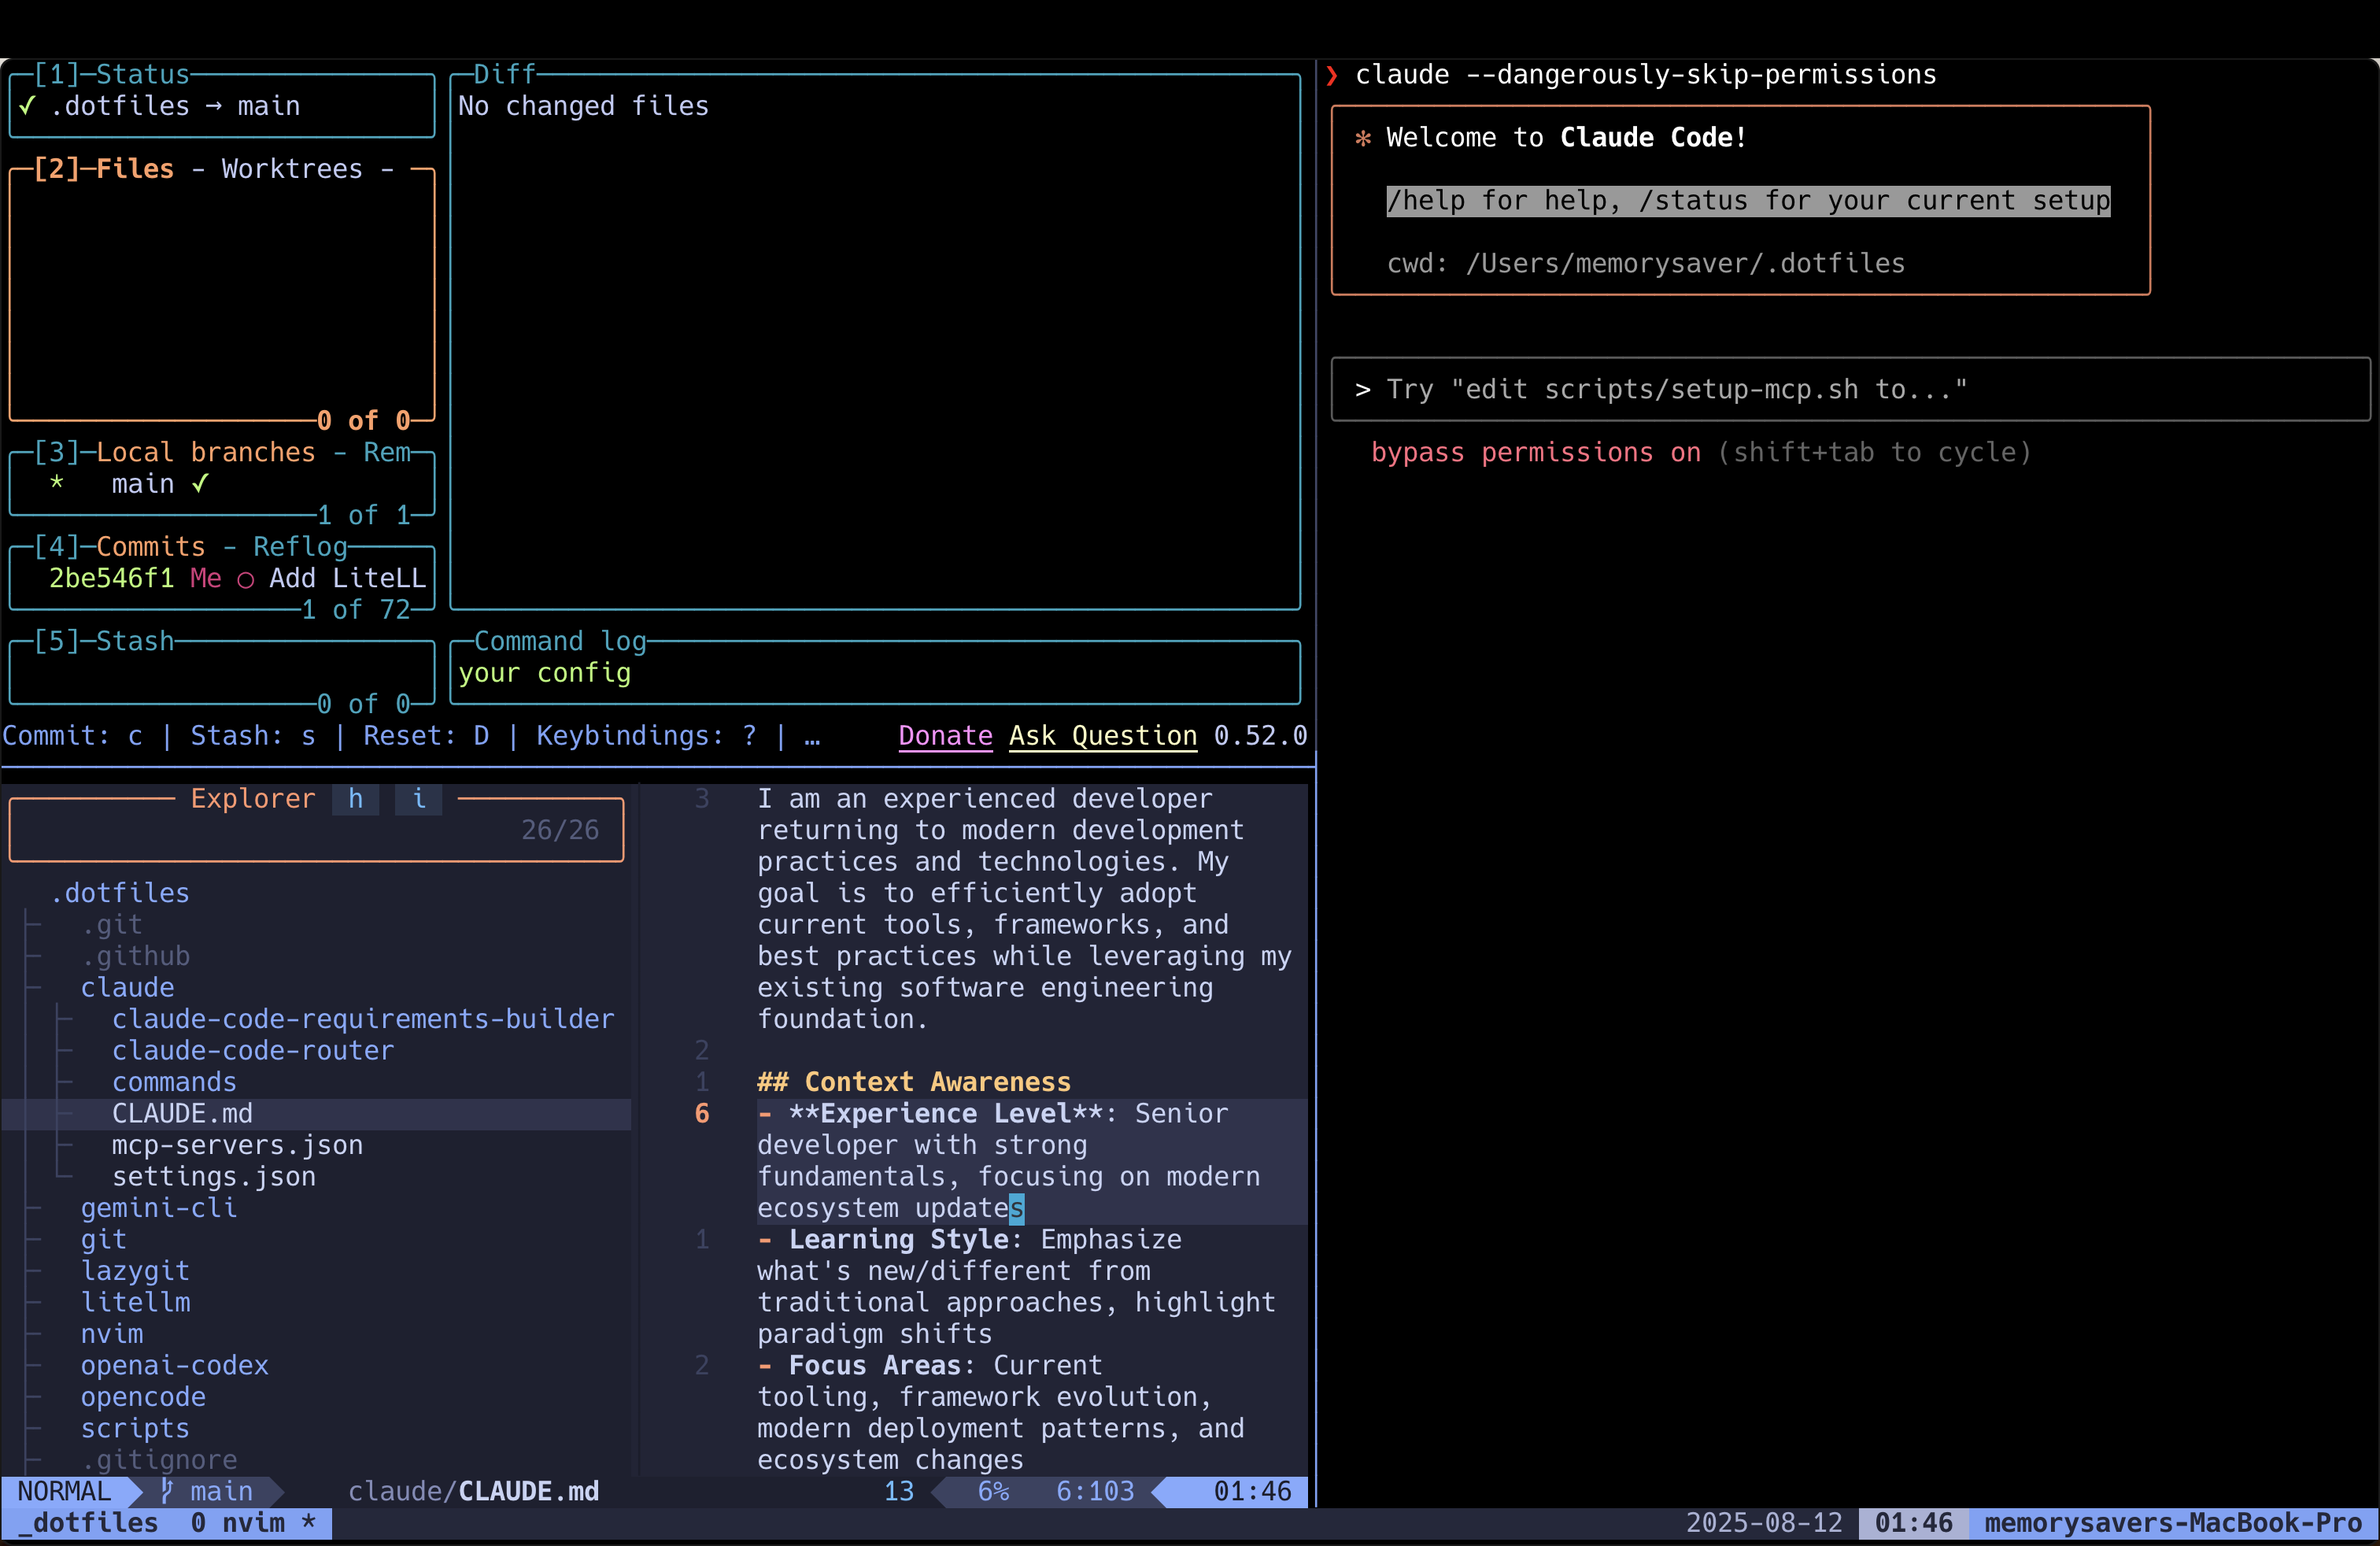 [1]─Status
✓ .dotfiles → main
[2]─Files - Worktrees -
0 of 0
[3]─Local branches - Rem
* main ✓
1 of 1
[4]─Commits - Reflog
2be546f1 Me ○ Add LiteLL
1 of 72
[5]─Stash
0 of 0
Diff
No changed files
Command log
your config
Commit: c | Stash: s | Reset: D | Keybindings: ? | … Donate Ask Question 0.52.0
Explorer h i
26/26
.dotfiles
.git
.github
claude
claude-code-requirements-builder
claude-code-router
commands
CLAUDE.md
mcp-servers.json
settings.json
gemini-cli
git
lazygit
litellm
nvim
openai-codex
opencode
scripts
.gitignore
3 I am an experienced developer
returning to modern development
practices and technologies. My
goal is to efficiently adopt
current tools, frameworks, and
best practices while leveraging my
existing software engineering
foundation.
2
1 ## Context Awareness
6 - **Experience Level**: Senior
developer with strong
fundamentals, focusing on modern
ecosystem updates
1 - Learning Style: Emphasize
what's new/different from
traditional approaches, highlight
paradigm shifts
2 - Focus Areas: Current
tooling, framework evolution,
modern deployment patterns, and
ecosystem changes
NORMAL main claude/CLAUDE.md 13 6% 6:103 01:46
❯ claude --dangerously-skip-permissions
✻ Welcome to Claude Code!
/help for help, /status for your current setup
cwd: /Users/memorysaver/.dotfiles
> Try "edit scripts/setup-mcp.sh to..."
bypass permissions on (shift+tab to cycle)
_dotfiles 0 nvim * 2025-08-12 01:46 memorysavers-MacBook-Pro